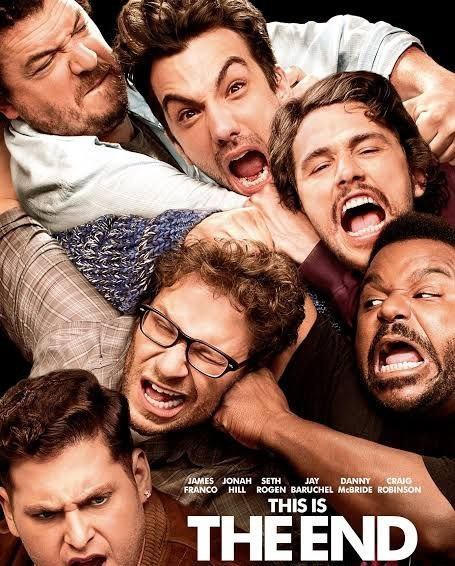 JAMES FRANCO JONAH HILL SETH ROGEN JAY BARUCHEL DANNY McBRIDE CRAIG ROBINSON
THIS IS
THE END